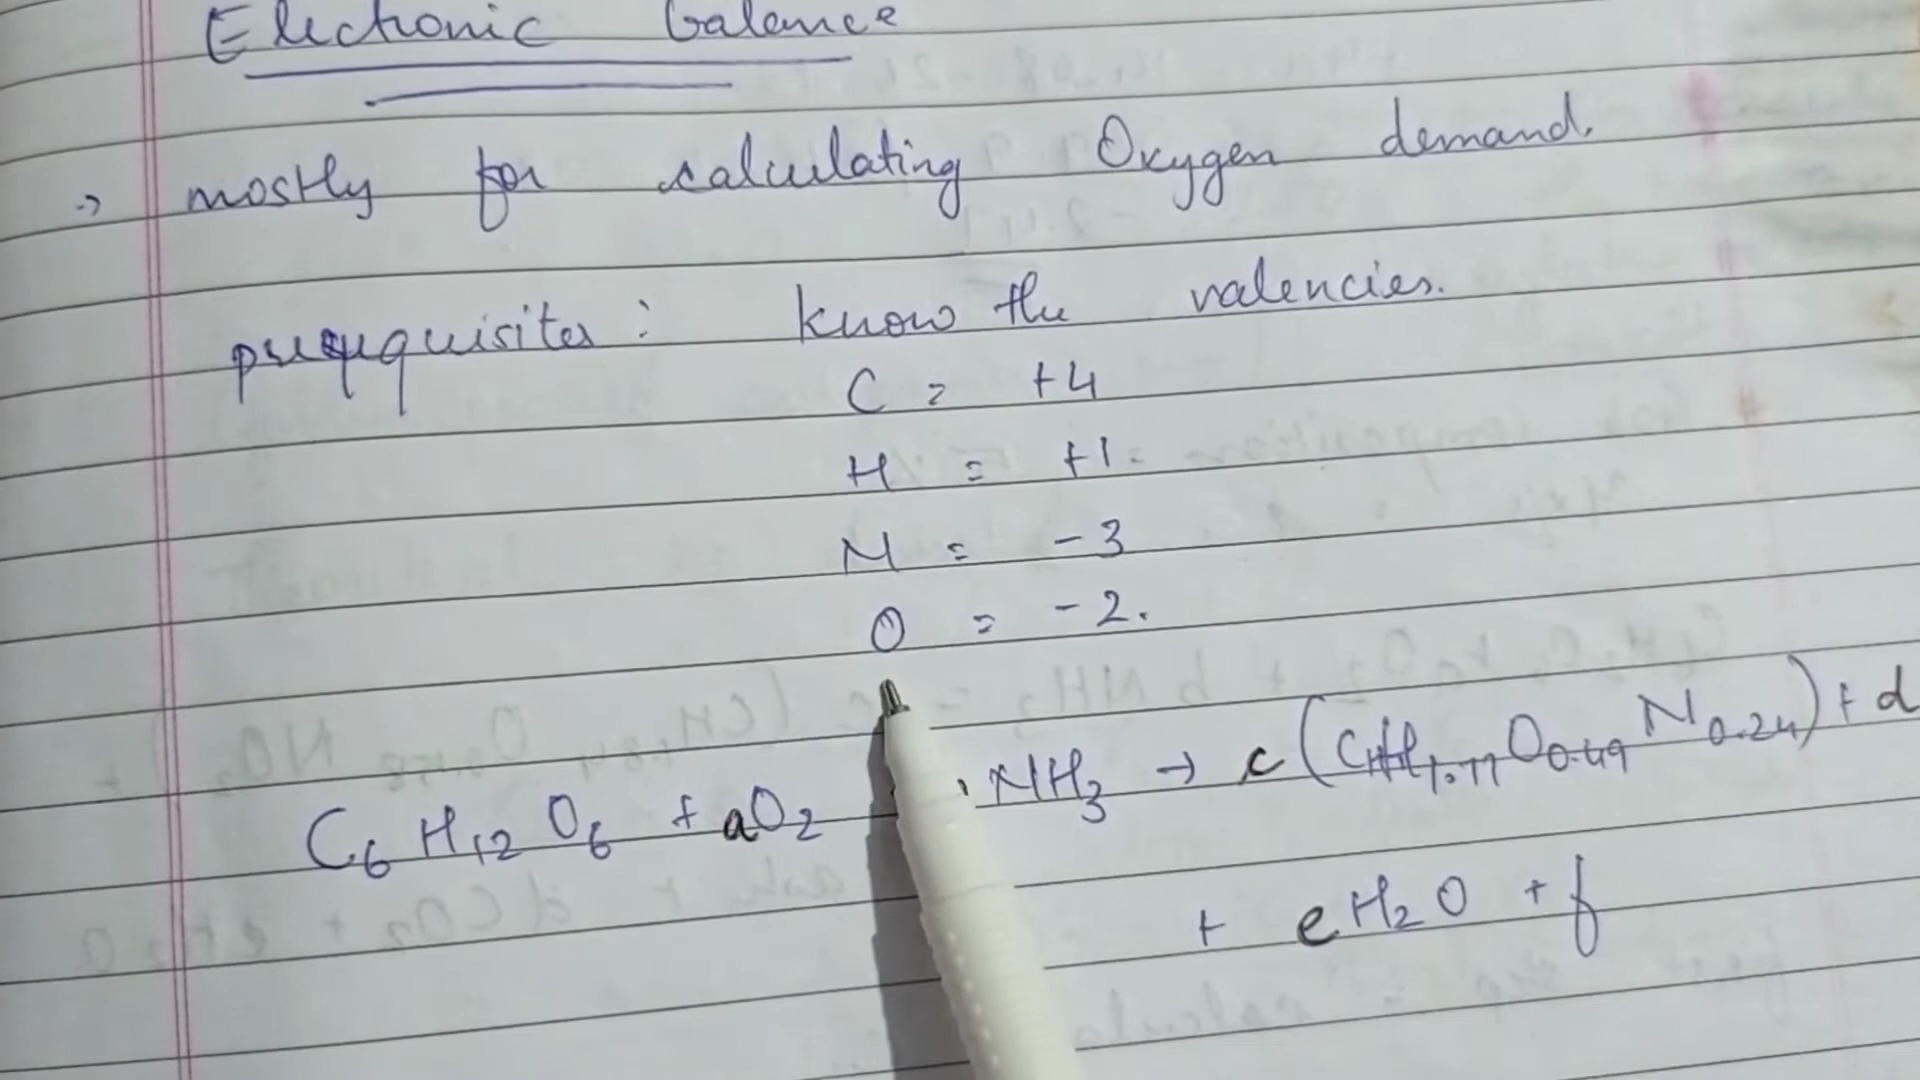 Electronic balance
→ mostly for calculating Oxygen demand.
prerequisites: know the valencies.
C = +4
H = +1.
N = -3
O = -2.
C6 H12 O6 + aO2 NH3 → c (CH1.77 O0.49 N0.24) + d
+ e H2O + f